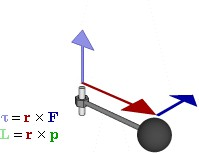 τ = r × F
L = r × p